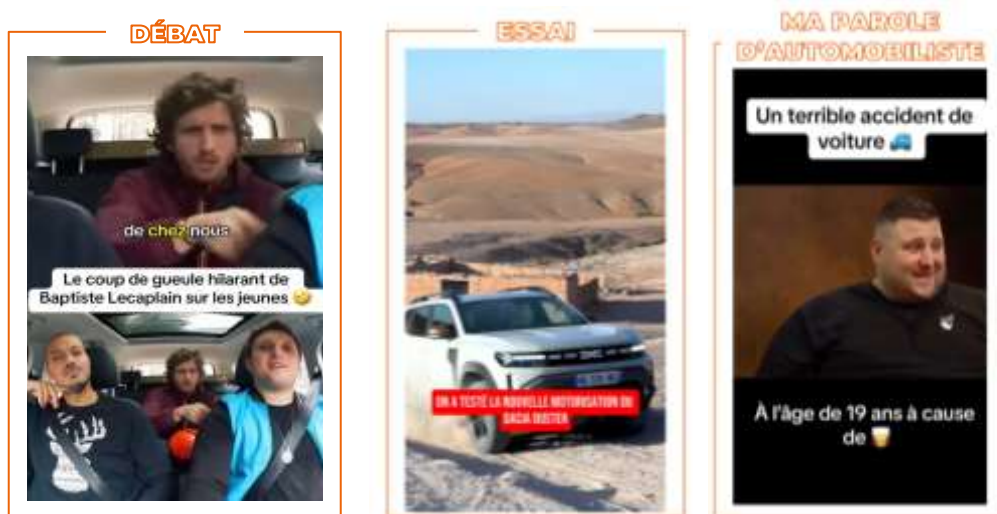 DÉBAT
de chez nous
Le coup de gueule hilarant de
Baptiste Lecaplain sur les jeunes
ESSAI
ON A TESTÉ LA NOUVELLE MOTORISATION DU
DACIA DUSTER
MA PAROLE
D'AUTOMOBILISTE
Un terrible accident de
voiture
À l'âge de 19 ans à cause
de